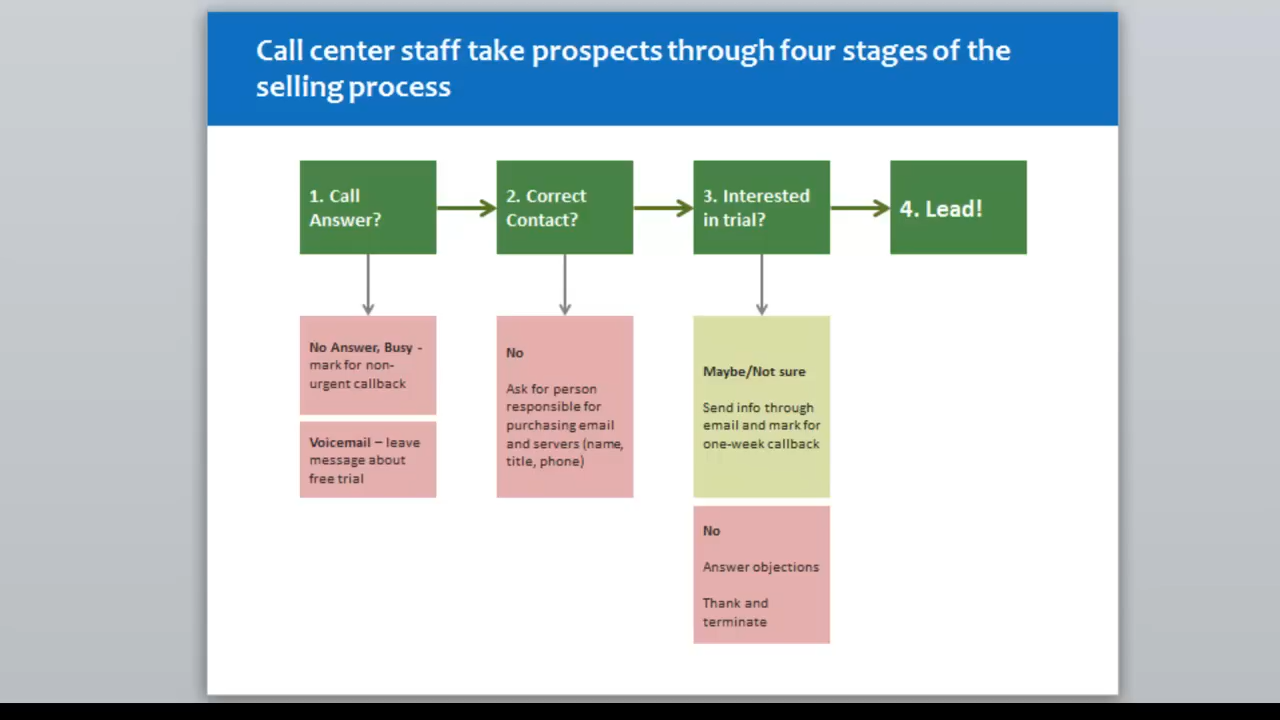 Call center staff take prospects through four stages of the
selling process
1. Call
Answer?
2. Correct
Contact?
3. Interested
in trial?
4. Lead!
No Answer, Busy -
mark for non-
urgent callback
Voicemail – leave
message about
free trial
No
Ask for person
responsible for
purchasing email
and servers (name,
title, phone)
Maybe/Not sure
Send info through
email and mark for
one-week callback
No
Answer objections
Thank and
terminate